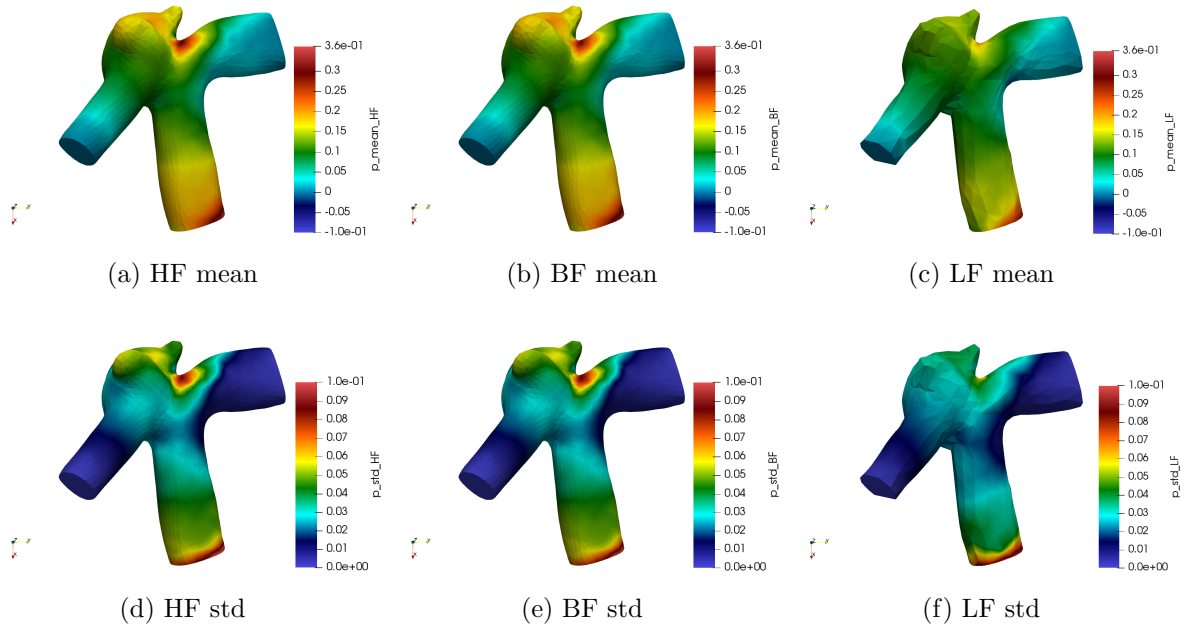 3.6e-01
0.3
0.25
0.2
0.15
0.1
0.05
0
-0.05
-1.0e-01
p_mean_HF
Z Y
X
(a) HF mean
3.6e-01
0.3
0.25
0.2
0.15
0.1
0.05
0
-0.05
-1.0e-01
p_mean_BF
Z Y
X
(b) BF mean
3.6e-01
0.3
0.25
0.2
0.15
0.1
0.05
0
-0.05
-1.0e-01
p_mean_LF
Z Y
X
(c) LF mean
1.0e-01
0.09
0.08
0.07
0.06
0.05
0.04
0.03
0.02
0.01
0.0e+00
p_std_HF
Z Y
X
(d) HF std
1.0e-01
0.09
0.08
0.07
0.06
0.05
0.04
0.03
0.02
0.01
0.0e+00
p_std_BF
Z Y
X
(e) BF std
1.0e-01
0.09
0.08
0.07
0.06
0.05
0.04
0.03
0.02
0.01
0.0e+00
p_std_LF
Z Y
X
(f) LF std